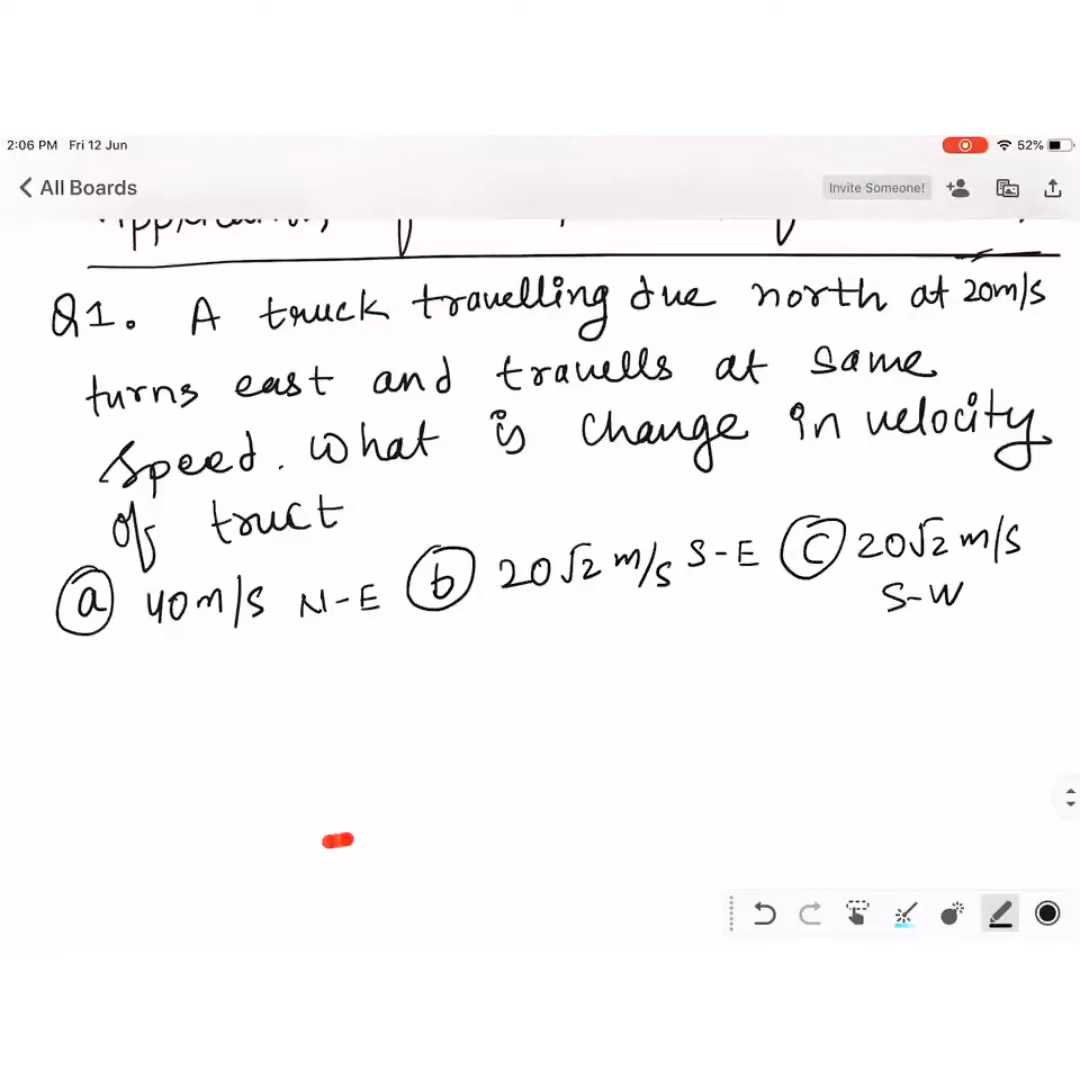 2:06 PM Fri 12 Jun
52%
All Boards
Invite Someone!
Q1. A truck travelling due north at 20m/s
turns east and travells at same
speed. What is change in velocity
of truct
(a) 40m/s N-E (b) 20√2 m/s S-E (c) 20√2 m/s
S-W